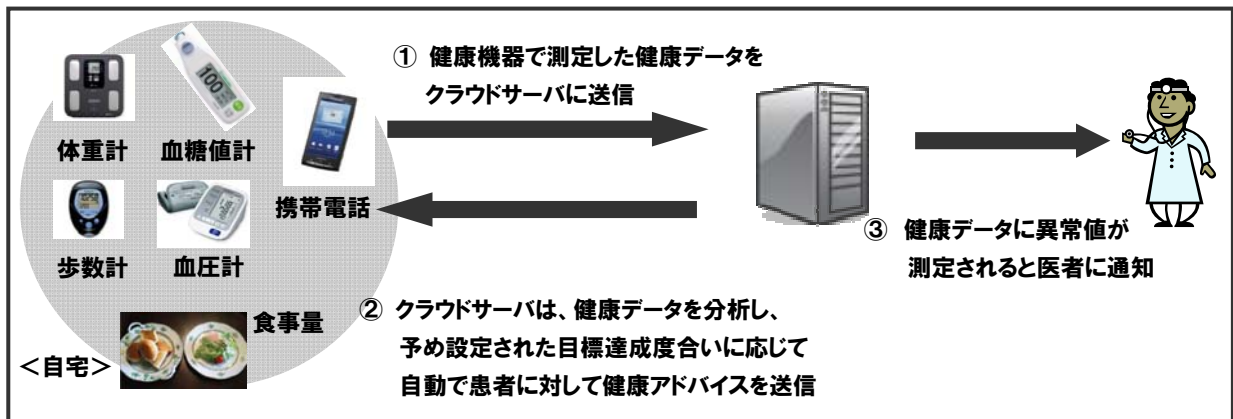 ① 健康機器で測定した健康データを
クラウドサーバに送信
体重計
血糖値計
100
携帯電話
歩数計
血圧計
③ 健康データに異常値が
測定されると医者に通知
食事量
<自宅>
② クラウドサーバは、健康データを分析し、
予め設定された目標達成度合いに応じて
自動で患者に対して健康アドバイスを送信